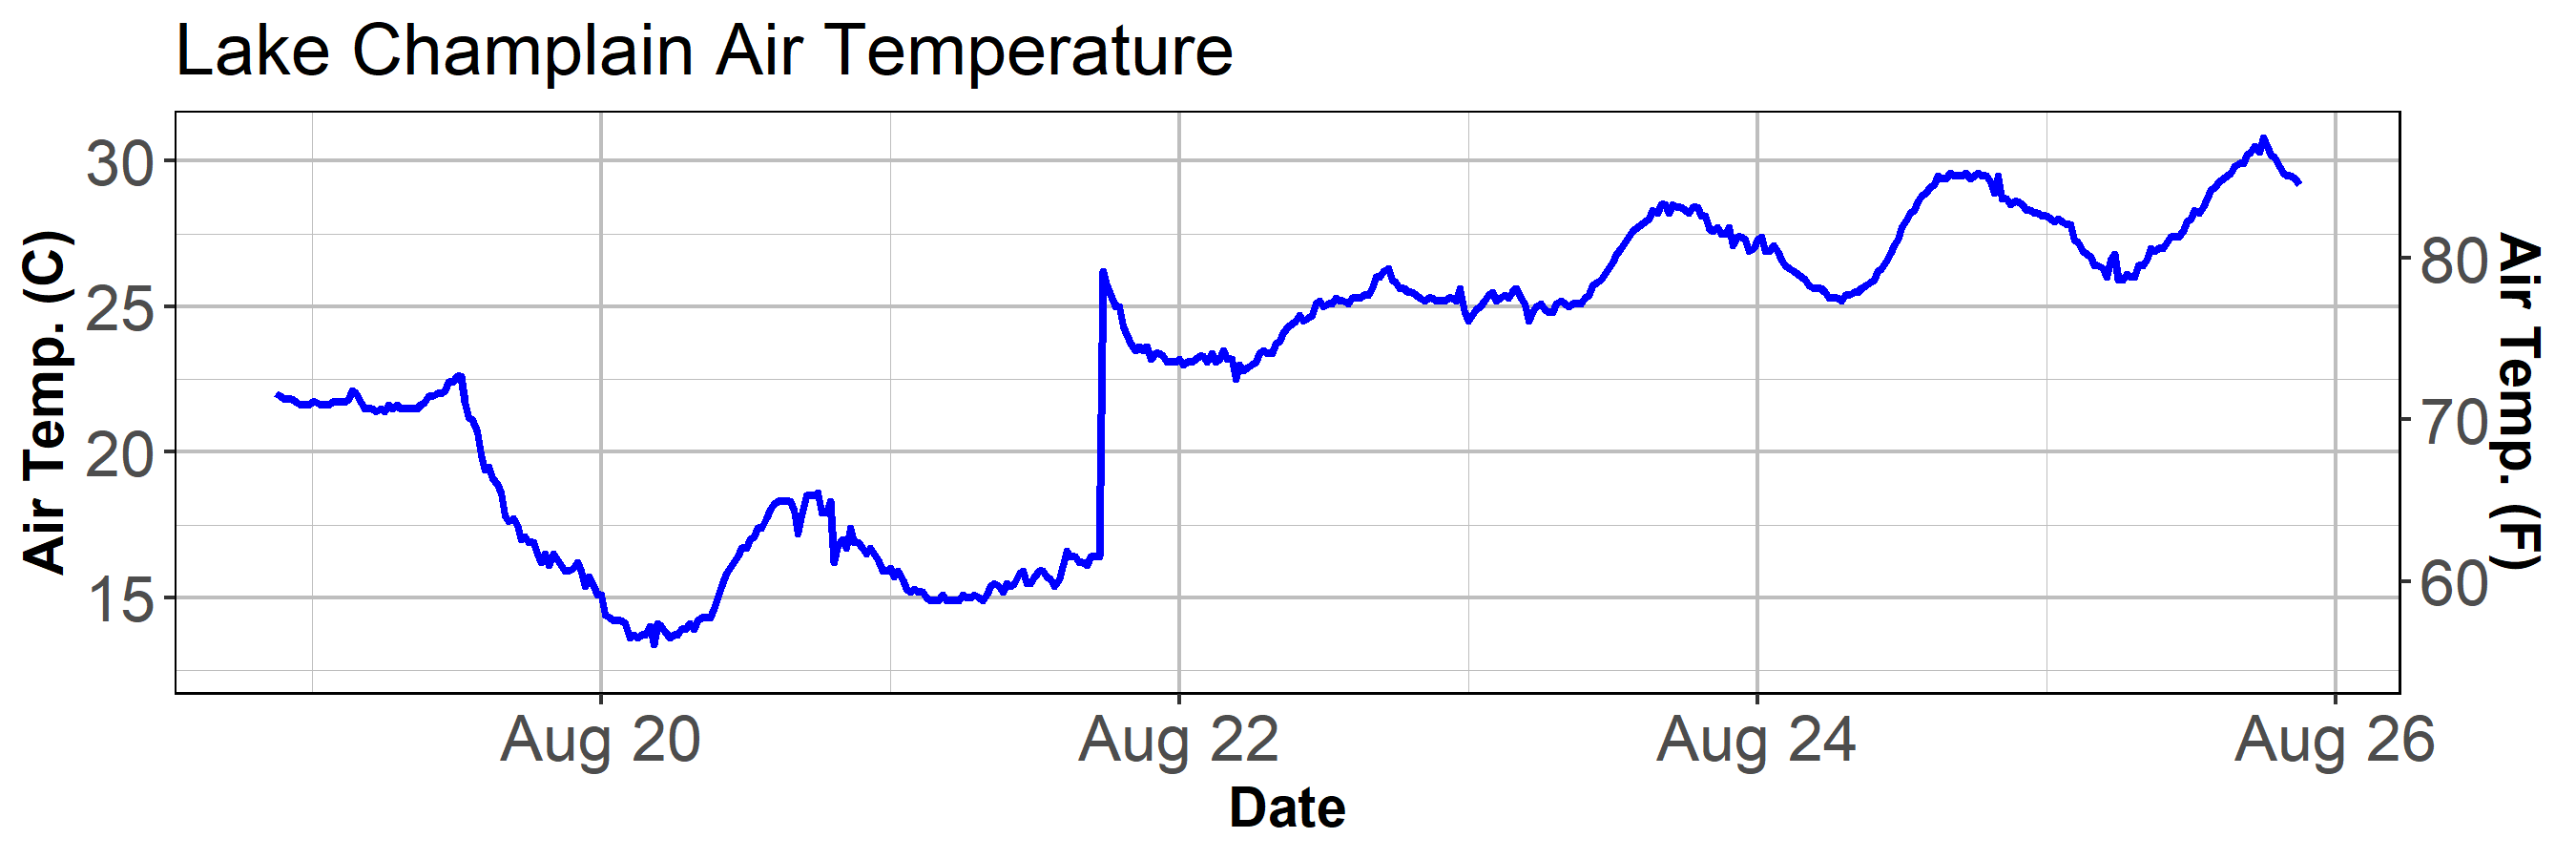 Lake Champlain Air Temperature
30
25
20
15
Air Temp. (C)
80
70
60
Air Temp. (F)
Aug 20 Aug 22 Aug 24 Aug 26
Date